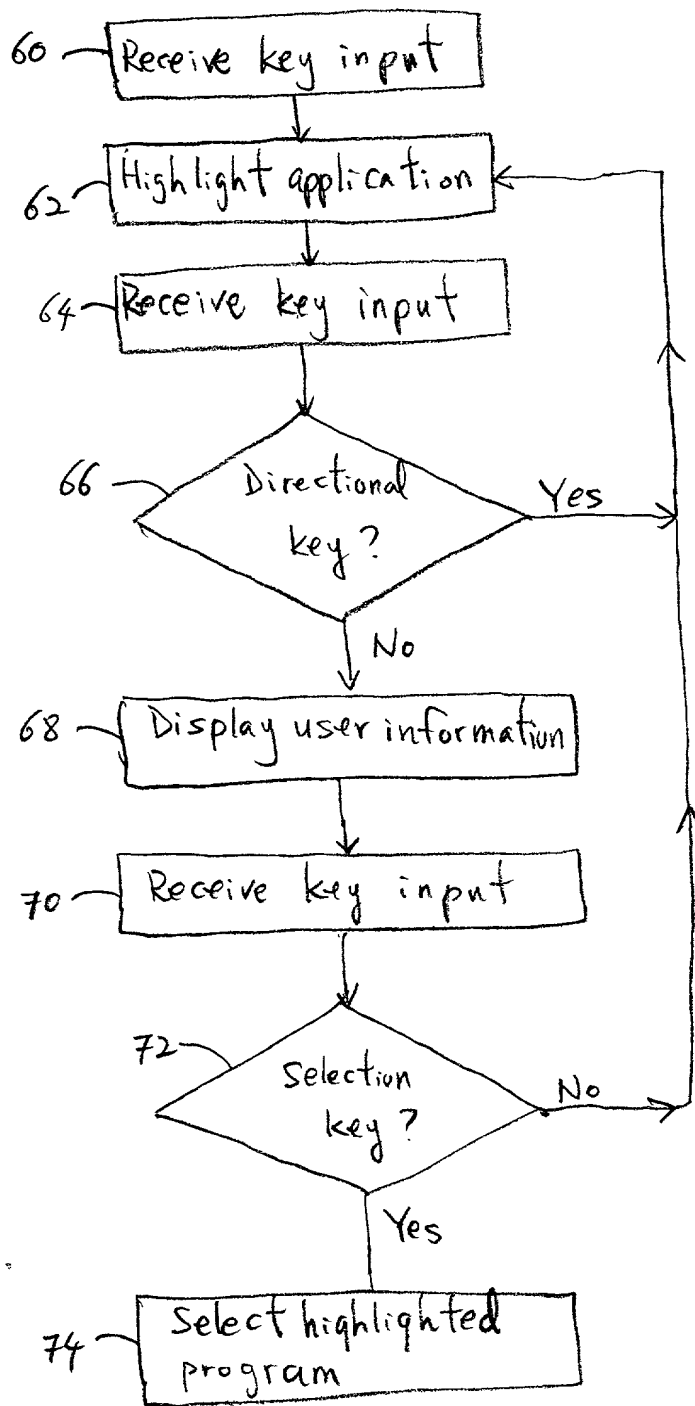 60
Receive key input
62
Highlight application
64
Receive key input
66
Directional
key?
Yes
No
68
Display user information
70
Receive key input
72
Selection
key?
No
Yes
74
Select highlighted
program